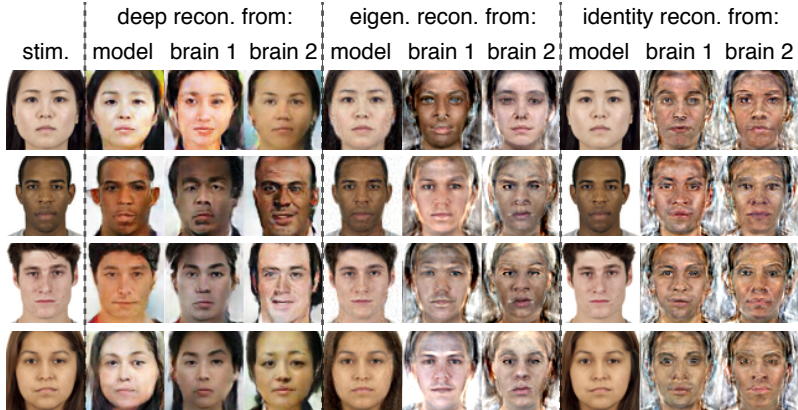 deep recon. from: eigen. recon. from: identity recon. from:
stim. model brain 1 brain 2 model brain 1 brain 2 model brain 1 brain 2